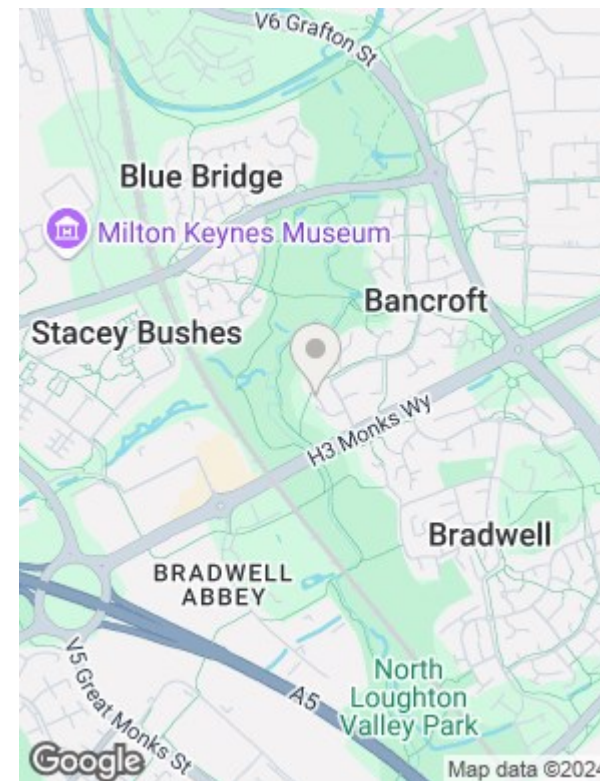 V6 Grafton St
Blue Bridge
Milton Keynes Museum
Bancroft
Stacey Bushes
H3 Monks Wy
Bradwell
BRADWELL
ABBEY
V5 Great Monks St
A5
North
Loughton
Valley Park
Google
Map data ©2024